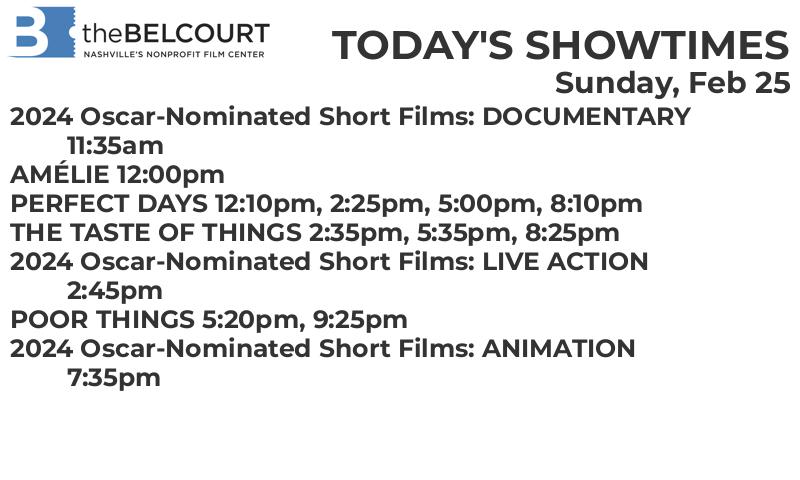 B theBELCOURT
NASHVILLE'S NONPROFIT FILM CENTER
TODAY'S SHOWTIMES
Sunday, Feb 25
2024 Oscar-Nominated Short Films: DOCUMENTARY
11:35am
AMÉLIE 12:00pm
PERFECT DAYS 12:10pm, 2:25pm, 5:00pm, 8:10pm
THE TASTE OF THINGS 2:35pm, 5:35pm, 8:25pm
2024 Oscar-Nominated Short Films: LIVE ACTION
2:45pm
POOR THINGS 5:20pm, 9:25pm
2024 Oscar-Nominated Short Films: ANIMATION
7:35pm